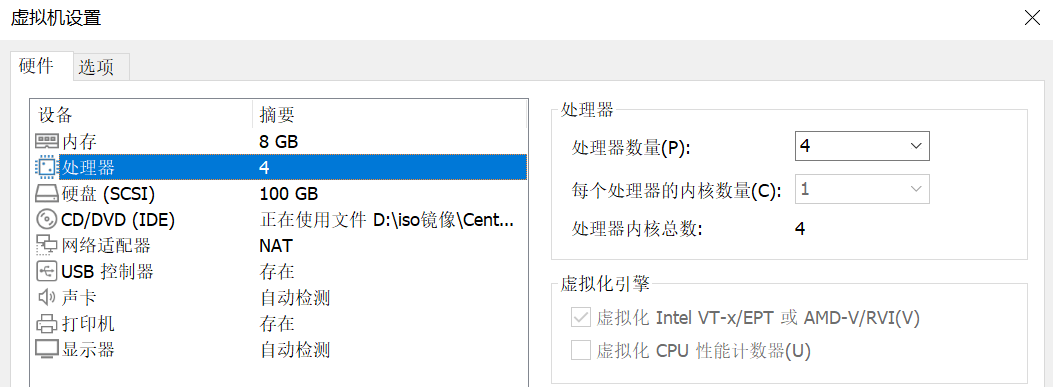 虚拟机设置
硬件 选项
设备 摘要
内存 8 GB
处理器 4
硬盘 (SCSI) 100 GB
CD/DVD (IDE) 正在使用文件 D:\iso镜像\Cent...
网络适配器 NAT
USB 控制器 存在
声卡 自动检测
打印机 存在
显示器 自动检测
处理器
处理器数量(P): 4
每个处理器的内核数量(C): 1
处理器内核总数: 4
虚拟化引擎
虚拟化 Intel VT-x/EPT 或 AMD-V/RVI(V)
虚拟化 CPU 性能计数器(U)